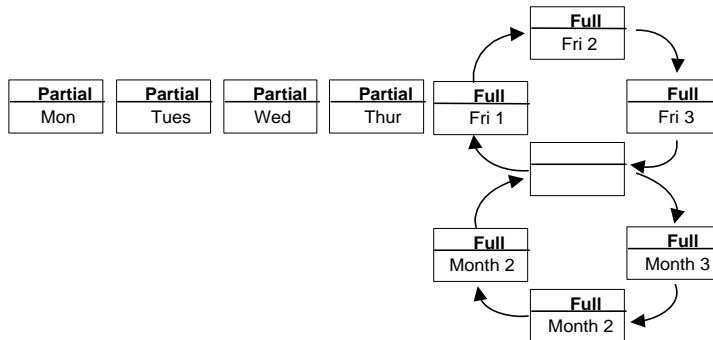 Full
Fri 2
Partial
Mon
Partial
Tues
Partial
Wed
Partial
Thur
Full
Fri 1
Full
Fri 3
Full
Month 2
Full
Month 3
Full
Month 2